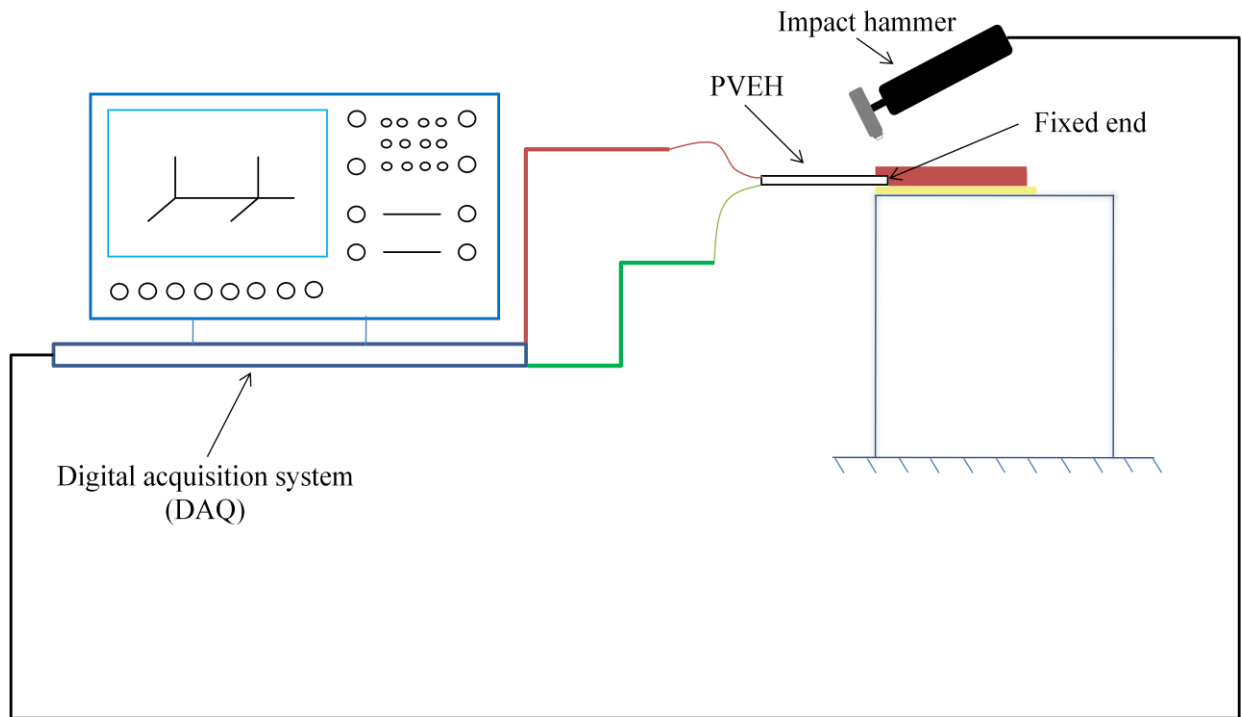 Impact hammer
PVEH
Fixed end
Digital acquisition system
(DAQ)